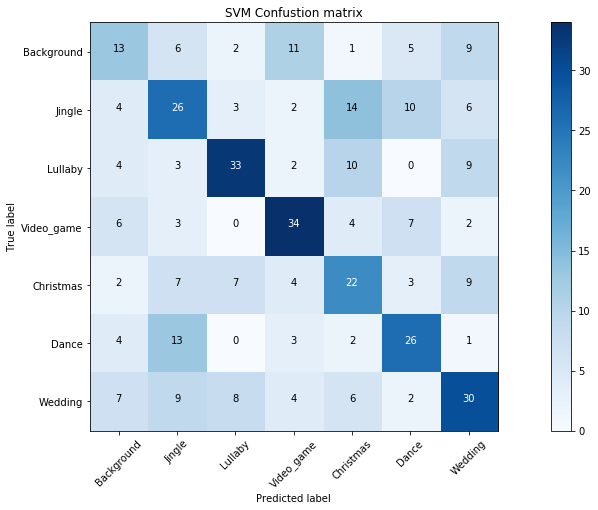 SVM Confustion matrix
Background 13 6 2 11 1 5 9
Jingle 4 26 3 2 14 10 6
Lullaby 4 3 33 2 10 0 9
Video_game 6 3 0 34 4 7 2
Christmas 2 7 7 4 22 3 9
Dance 4 13 0 3 2 26 1
Wedding 7 9 8 4 6 2 30
True label
Background Jingle Lullaby Video_game Christmas Dance Wedding
Predicted label
30
25
20
15
10
5
0